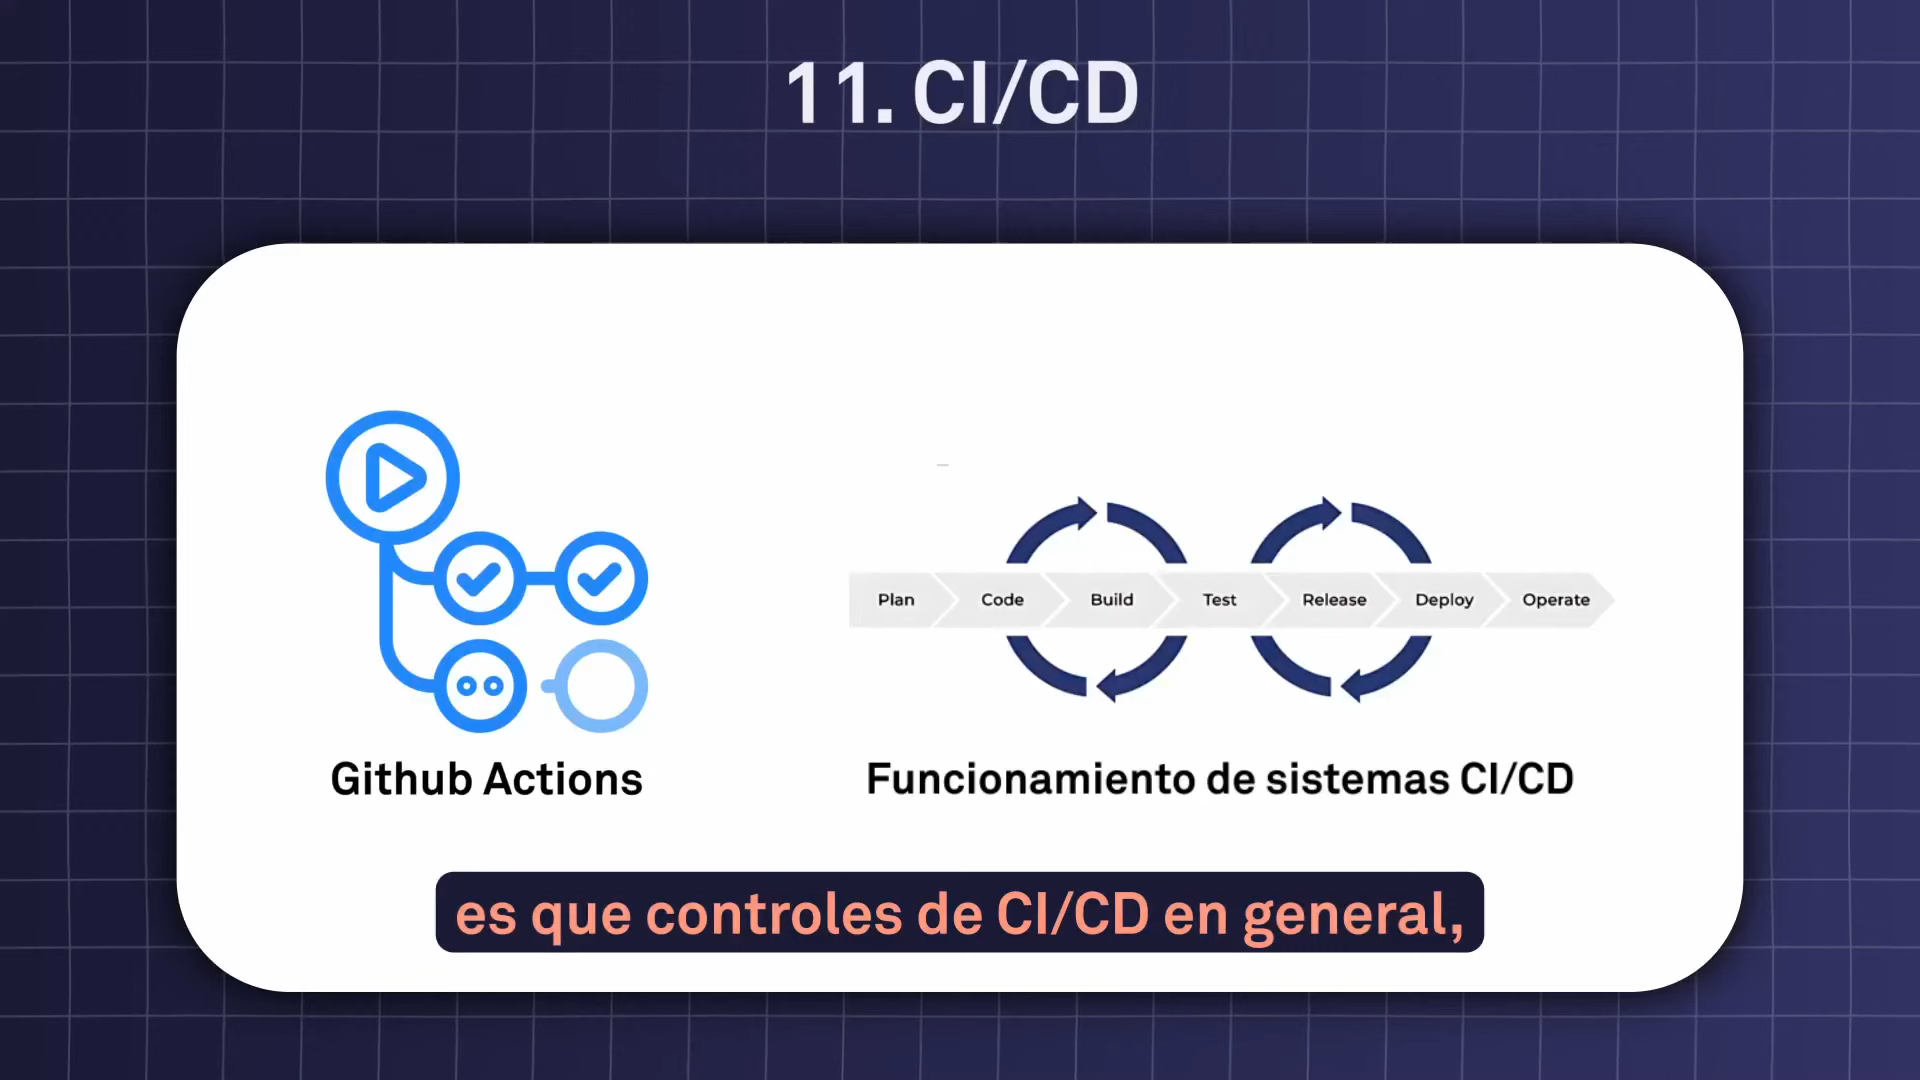 11. CI/CD
Plan Code Build Test Release Deploy Operate
Github Actions
Funcionamiento de sistemas CI/CD
es que controles de CI/CD en general,